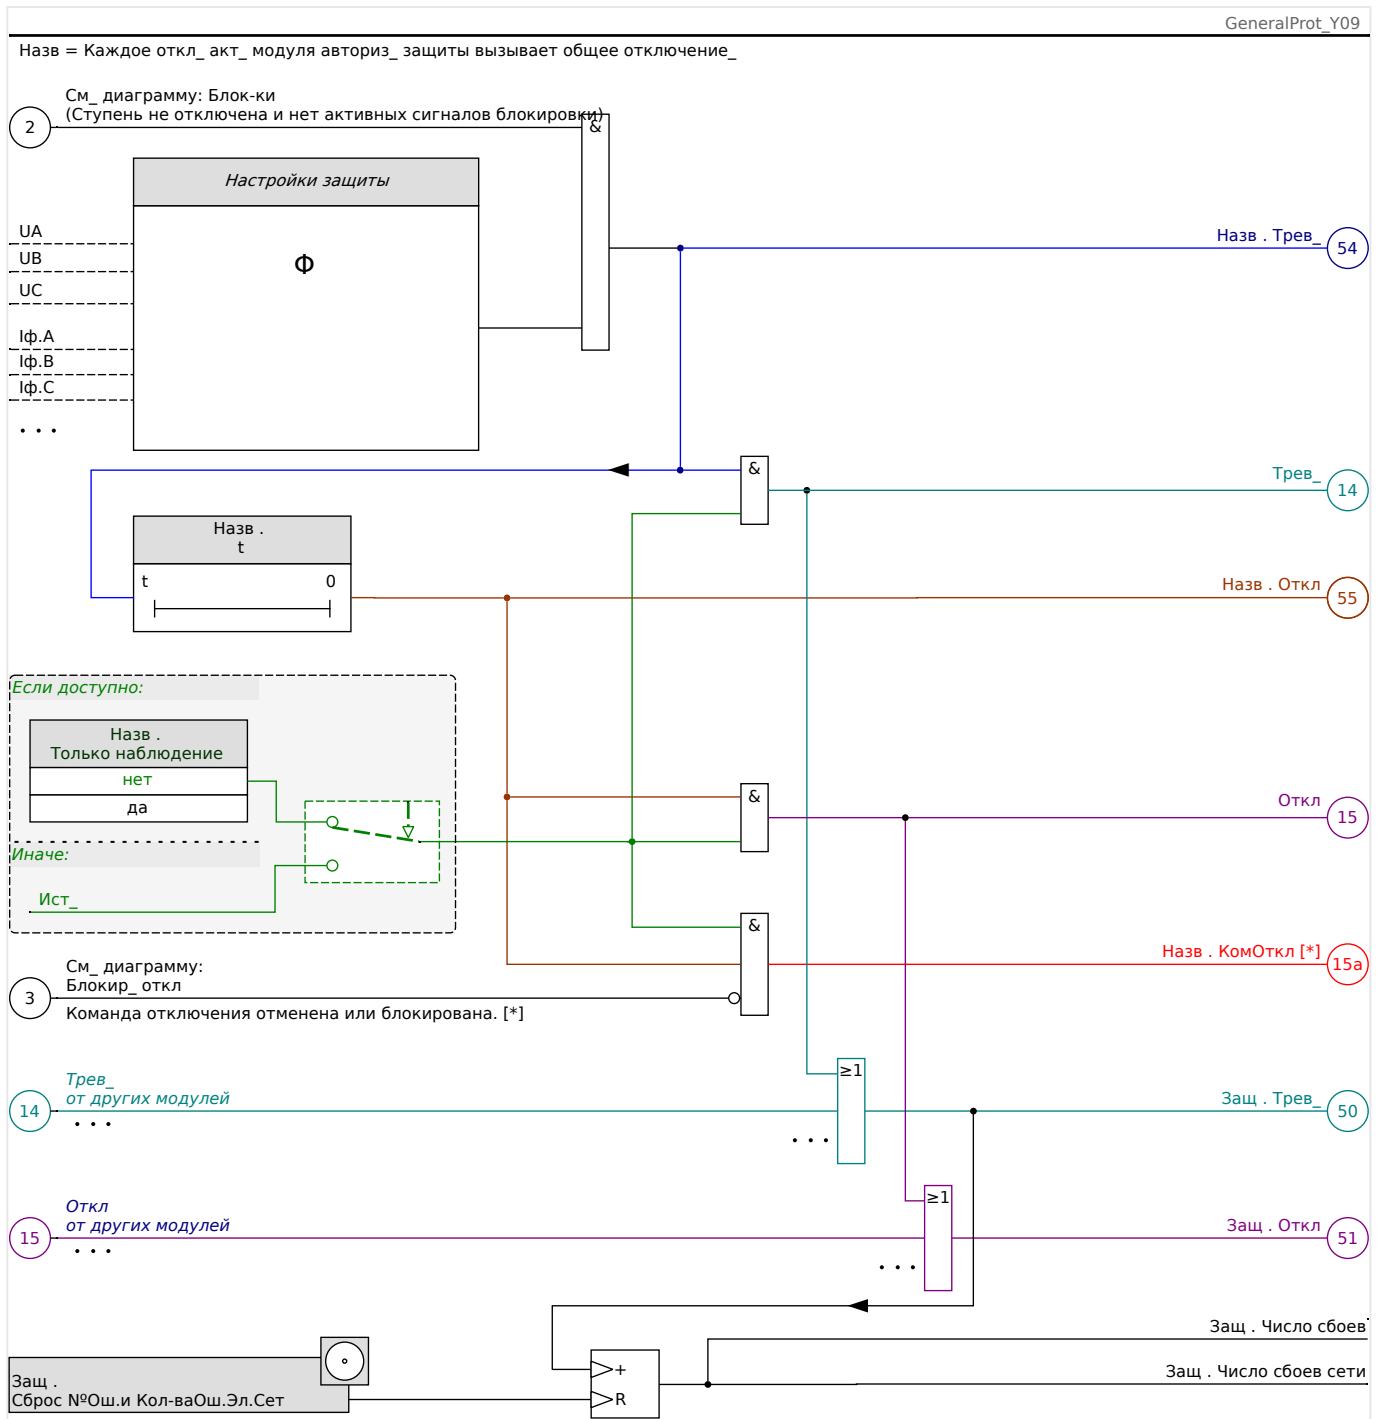 GeneralProt_Y09
Назв = Каждое откл_ акт_ модуля авториз_ защиты вызывает общее отключение_
См_ диаграмму: Блок-ки
(Ступень не отключена и нет активных сигналов блокировки)
2
&
Настройки защиты
UA
Назв . Трев_
54
UB
Φ
UC
Iф.A
Iф.B
Iф.C
• • •
&
Трев_
14
Назв .
t
t
0
Назв . Откл
55
Если доступно:
Назв .
Только наблюдение
нет
да
&
Откл
15
Иначе:
Ист_
&
Назв . КомОткл [*]
15a
См_ диаграмму:
Блокир_ откл
3
Команда отключения отменена или блокирована. [*]
≥1
Трев_
от других модулей
14
• • •
Защ . Трев_
50
• • •
≥1
Откл
от других модулей
15
• • •
Защ . Откл
51
• • •
Защ . Число сбоев
+
Защ . Число сбоев сети
Защ .
Сброс №Ош.и Кол-ваОш.Эл.Сет
R